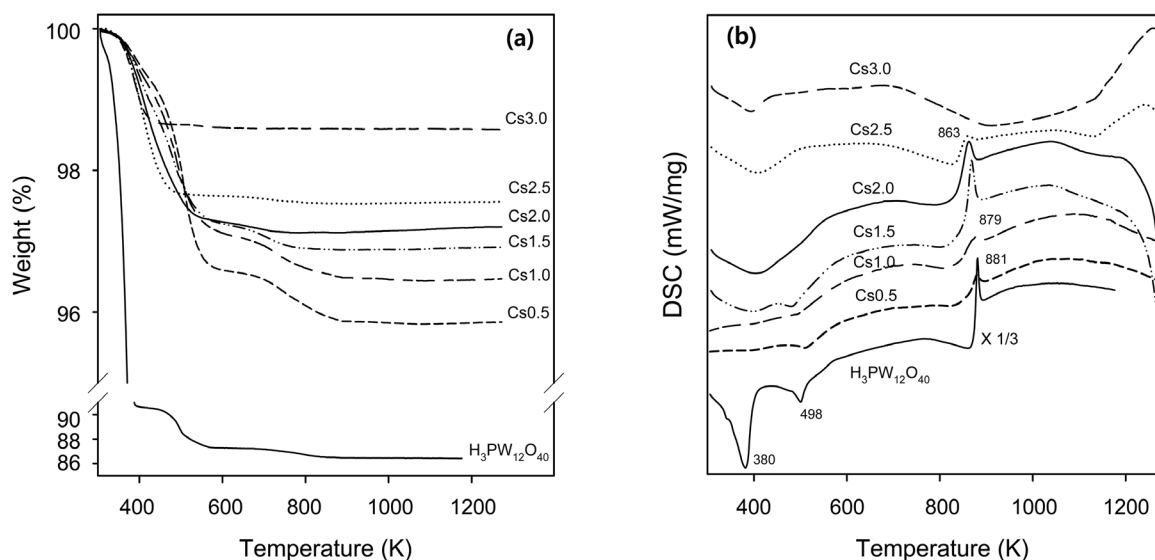 (a)
100
98
96
90
88
86
Weight (%)
Cs3.0
Cs2.5
Cs2.0
Cs1.5
Cs1.0
Cs0.5
H₃PW₁₂O₄₀
400 600 800 1000 1200
Temperature (K)
(b)
DSC (mW/mg)
Cs3.0
Cs2.5
863
Cs2.0
Cs1.5
879
Cs1.0
881
Cs0.5
X 1/3
H₃PW₁₂O₄₀
498
380
400 600 800 1000 1200
Temperature (K)